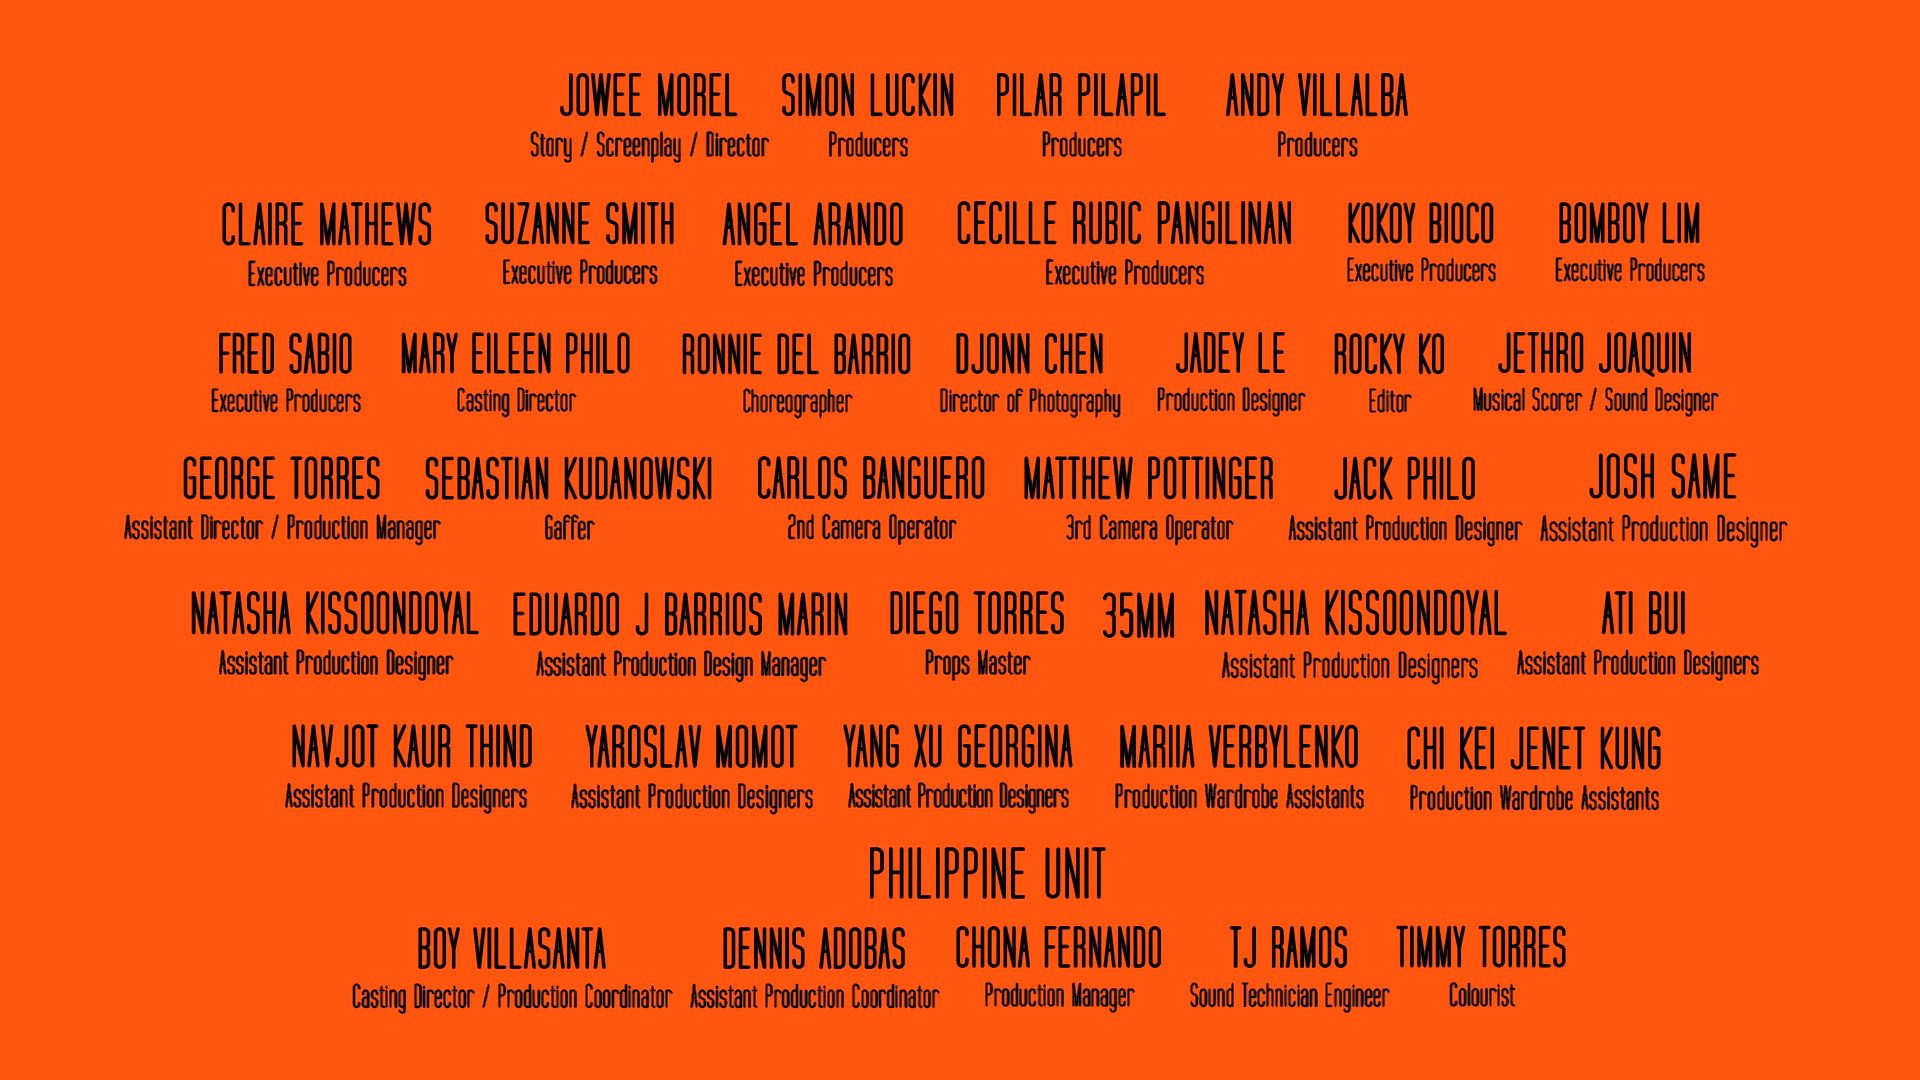 JOWEE MOREL SIMON LUCKIN PILAR PILAPIL ANDY VILLALBA
Story / Screenplay / Director Producers Producers Producers
CLAIRE MATHEWS SUZANNE SMITH ANGEL ARANDO CECILLE RUBIC PANGILINAN KOKOY BIOCO BOMBOY LIM
Executive Producers Executive Producers Executive Producers Executive Producers Executive Producers Executive Producers
FRED SABIO MARY EILEEN PHILO RONNIE DEL BARRIO DJONN CHEN JADEY LE ROCKY KO JETHRO JOAQUIN
Executive Producers Casting Director Choreographer Director of Photography Production Designer Editor Musical Scorer / Sound Designer
GEORGE TORRES SEBASTIAN KUDANOWSKI CARLOS BANGUERO MATTHEW POTTINGER JACK PHILO JOSH SAME
Assistant Director / Production Manager Gaffer 2nd Camera Operator 3rd Camera Operator Assistant Production Designer Assistant Production Designer
NATASHA KISSOONDOYAL EDUARDO J BARRIOS MARIN DIEGO TORRES 35MM NATASHA KISSOONDOYAL ATI BUI
Assistant Production Designer Assistant Production Design Manager Props Master Assistant Production Designers Assistant Production Designers
NAVJOT KAUR THIND YAROSLAV MOMOT YANG XU GEORGINA MARIIA VERBYLENKO CHI KEI JENET KUNG
Assistant Production Designers Assistant Production Designers Assistant Production Designers Production Wardrobe Assistants Production Wardrobe Assistants
PHILIPPINE UNIT
BOY VILLASANTA DENNIS ADOBAS CHONA FERNANDO TJ RAMOS TIMMY TORRES
Casting Director / Production Coordinator Assistant Production Coordinator Production Manager Sound Technician Engineer Colourist